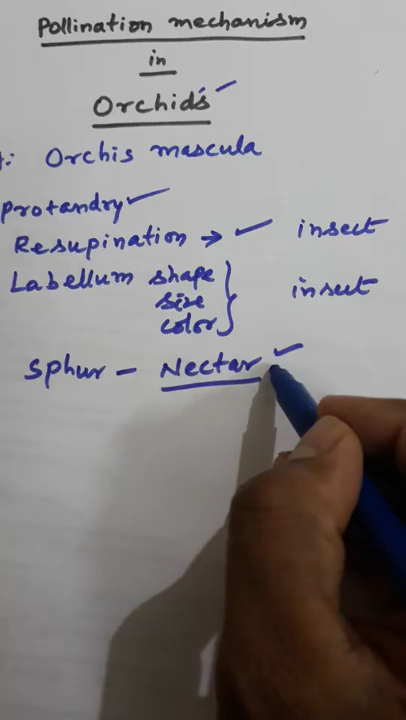 Pollination mechanism
in
Orchids
: Orchis mascula
Protandry
Resupination → insect
Labellum shape
size
color
insect
Sphur - Nectar